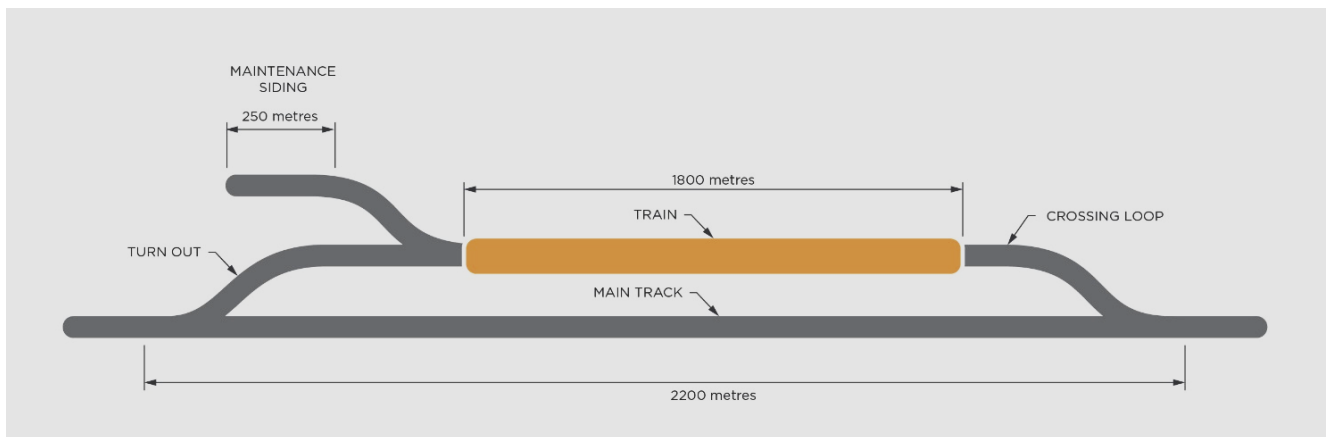 MAINTENANCE
SIDING
250 metres
1800 metres
TRAIN
CROSSING LOOP
TURN OUT
MAIN TRACK
2200 metres